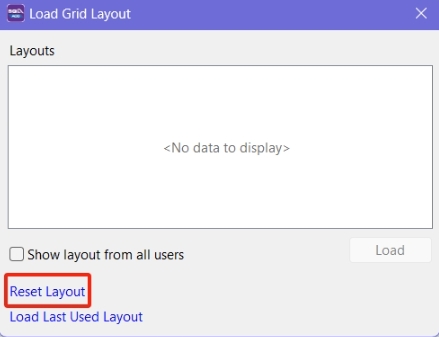 Load Grid Layout
Layouts
<No data to display>
Show layout from all users
Load
Reset Layout
Load Last Used Layout